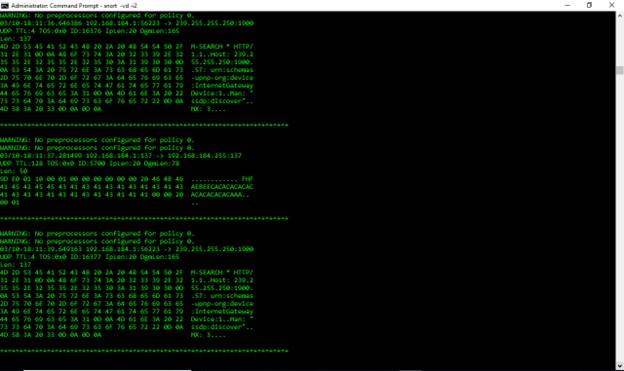 Administrator: Command Prompt - snort -vd -i2
WARNING: No preprocessors configured for policy 0.
03/10-18:11:36.646386 192.168.184.1:56223 -> 239.255.255.250:1900
UDP TTL:4 TOS:0x0 ID:16376 IpLen:20 DgmLen:165
Len: 137
4D 2D 53 45 41 52 43 48 20 2A 20 48 54 54 50 2F M-SEARCH * HTTP/
31 2E 31 0D 0A 48 6F 73 74 3A 20 32 33 39 2E 32 1.1..Host: 239.2
35 35 2E 32 35 35 2E 32 35 30 3A 31 39 30 30 0D 55.255.250:1900.
0A 53 54 3A 20 75 72 6E 3A 73 63 68 65 6D 61 73 .ST: urn:schemas
2D 75 70 6E 70 2D 6F 72 67 3A 64 65 76 69 63 65 -upnp-org:device
3A 49 6E 74 65 72 6E 65 74 47 61 74 65 77 61 79 :InternetGateway
44 65 76 69 63 65 3A 31 0D 0A 4D 61 6E 3A 20 22 Device:1..Man: "
73 73 64 70 3A 64 69 73 63 6F 76 65 72 22 0D 0A ssdp:discover"..
4D 58 3A 20 33 0D 0A 0D 0A MX: 3....
WARNING: No preprocessors configured for policy 0.
WARNING: No preprocessors configured for policy 0.
03/10-18:11:37.281499 192.168.184.1:137 -> 192.168.184.255:137
UDP TTL:128 TOS:0x0 ID:5700 IpLen:20 DgmLen:78
Len: 50
9D E0 01 10 00 01 00 00 00 00 00 00 20 46 48 46 ............ FHF
41 45 42 45 45 43 41 43 41 43 41 43 41 43 41 43 AEBEECACACACACAC
41 43 41 43 41 43 41 43 41 43 41 41 41 00 00 20 ACACACACACAAA..
00 01 ..
WARNING: No preprocessors configured for policy 0.
WARNING: No preprocessors configured for policy 0.
03/10-18:11:39.649163 192.168.184.1:56223 -> 239.255.255.250:1900
UDP TTL:4 TOS:0x0 ID:16377 IpLen:20 DgmLen:165
Len: 137
4D 2D 53 45 41 52 43 48 20 2A 20 48 54 54 50 2F M-SEARCH * HTTP/
31 2E 31 0D 0A 48 6F 73 74 3A 20 32 33 39 2E 32 1.1..Host: 239.2
35 35 2E 32 35 35 2E 32 35 30 3A 31 39 30 30 0D 55.255.250:1900.
0A 53 54 3A 20 75 72 6E 3A 73 63 68 65 6D 61 73 .ST: urn:schemas
2D 75 70 6E 70 2D 6F 72 67 3A 64 65 76 69 63 65 -upnp-org:device
3A 49 6E 74 65 72 6E 65 74 47 61 74 65 77 61 79 :InternetGateway
44 65 76 69 63 65 3A 31 0D 0A 4D 61 6E 3A 20 22 Device:1..Man: "
73 73 64 70 3A 64 69 73 63 6F 76 65 72 22 0D 0A ssdp:discover"..
4D 58 3A 20 33 0D 0A 0D 0A MX: 3....